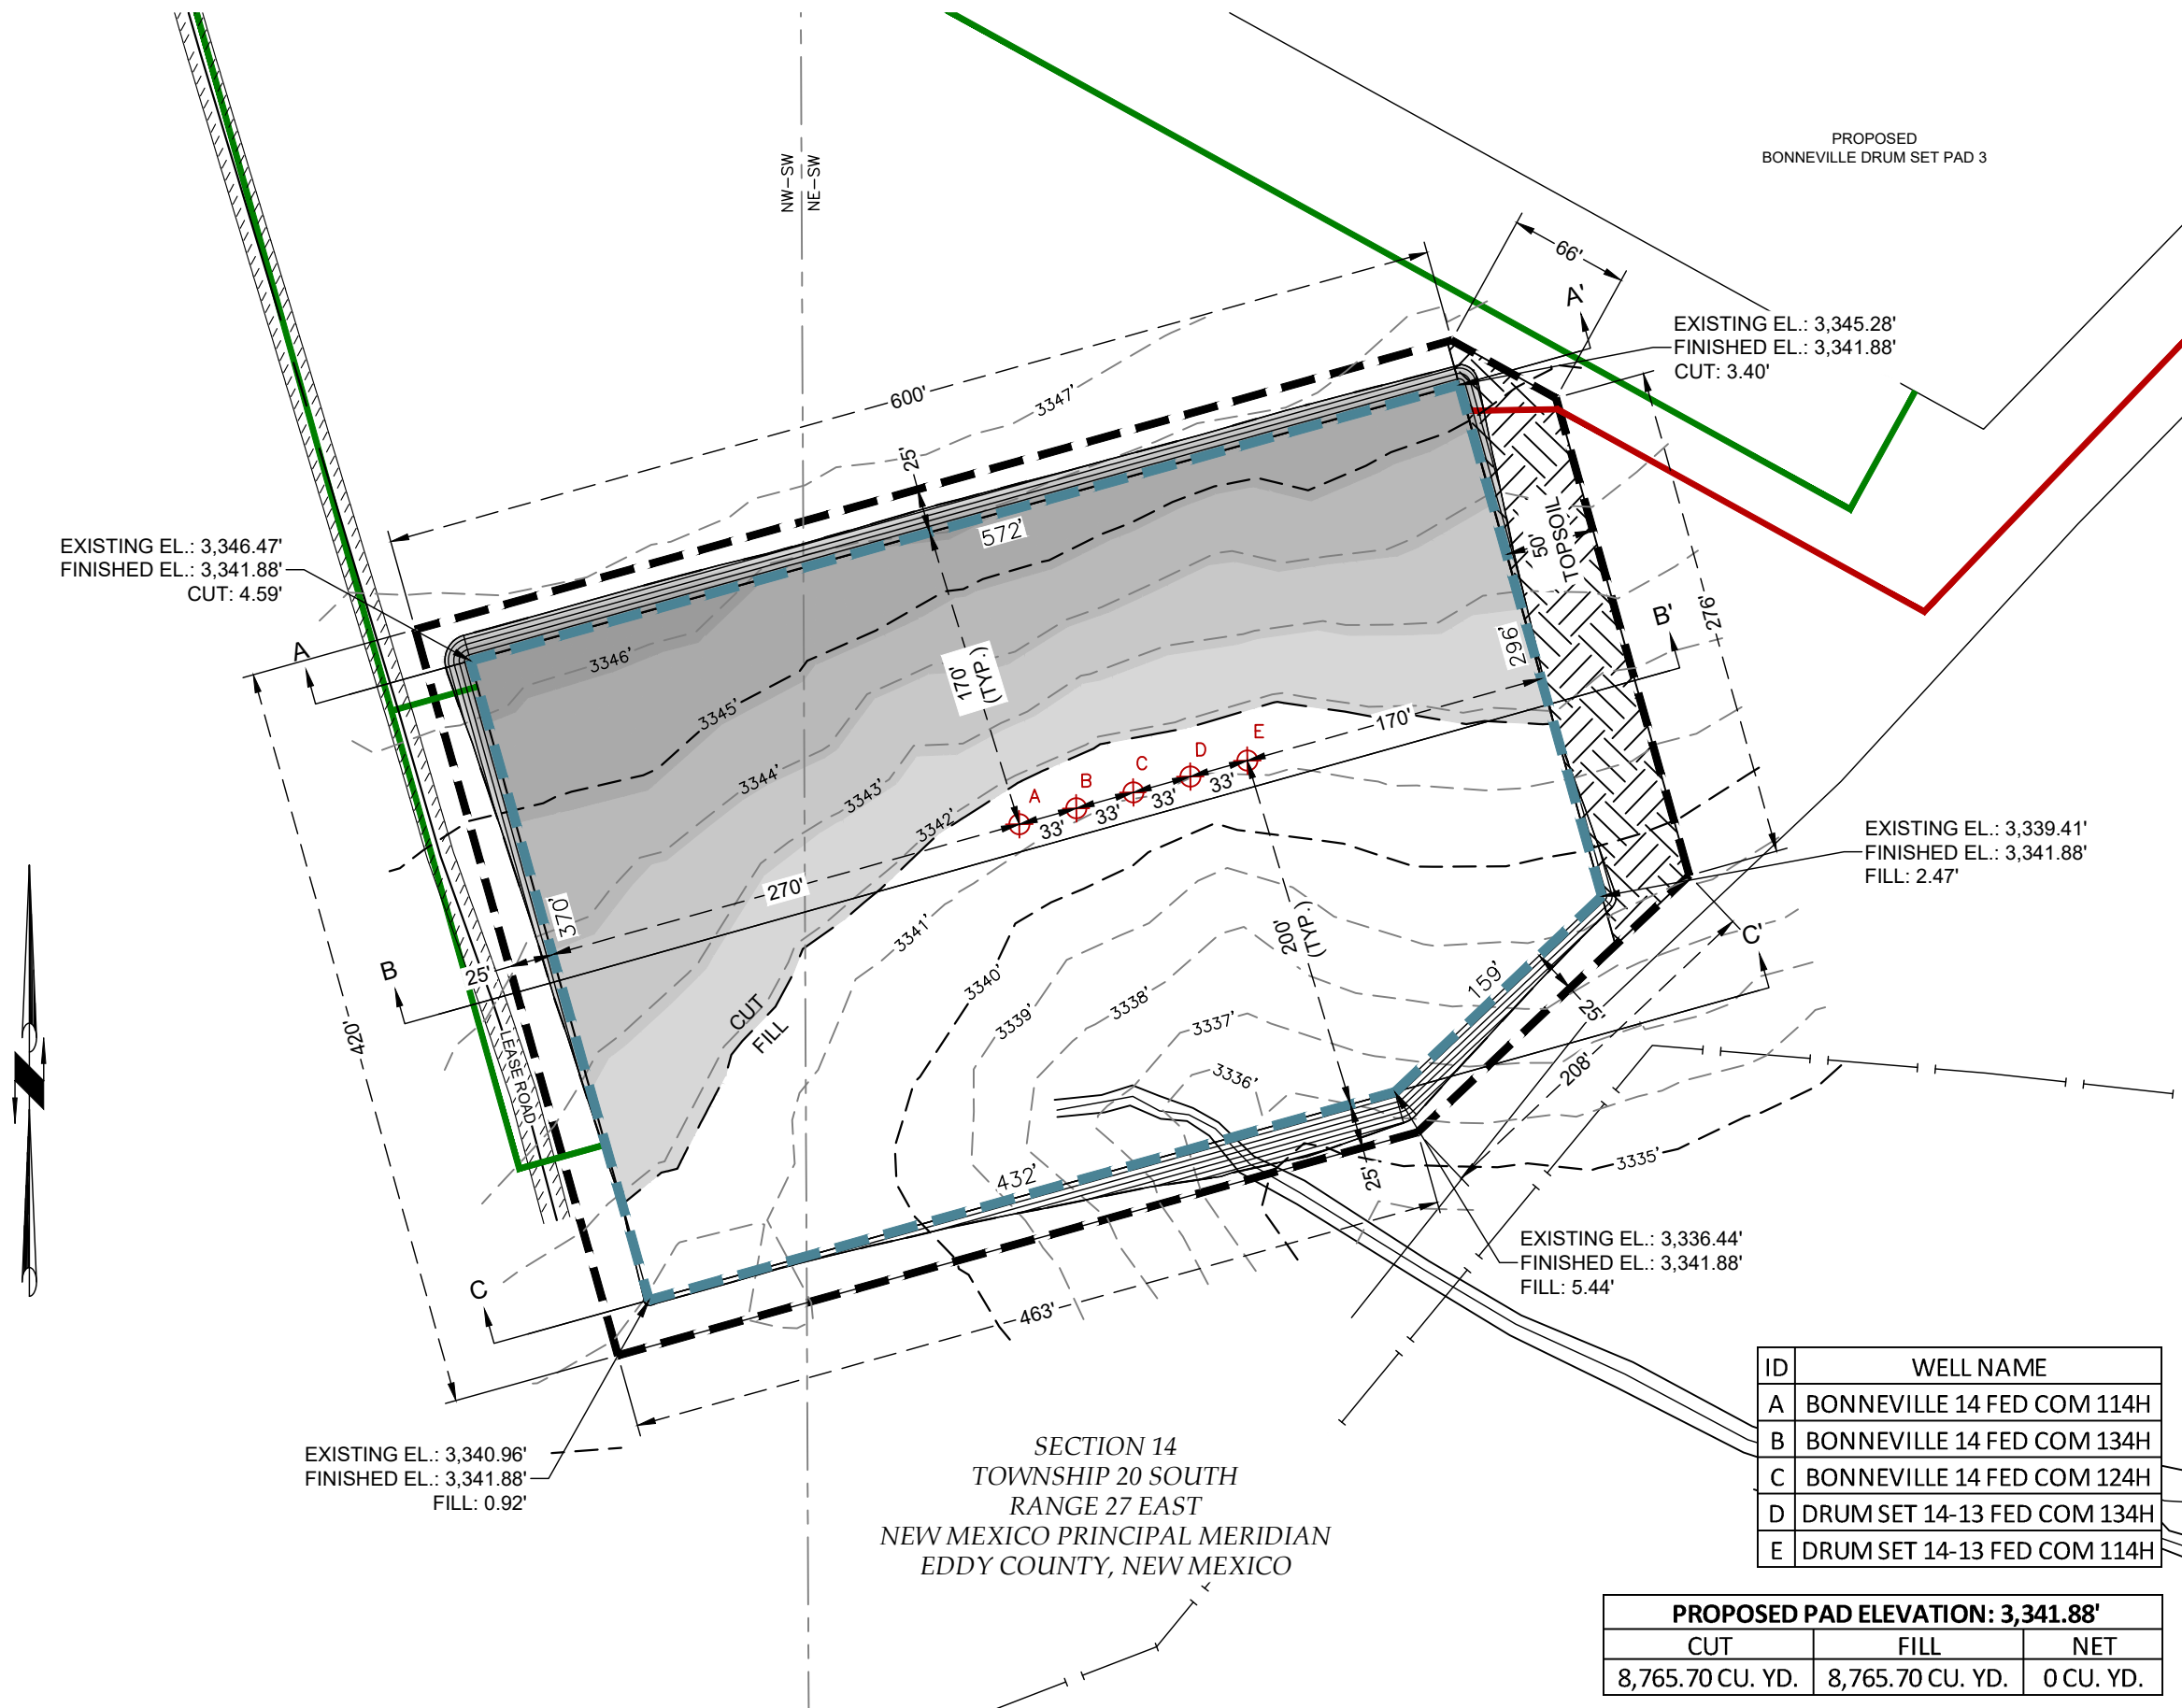 PROPOSED
BONNEVILLE DRUM SET PAD 3
NW-SW
NE-SW
66'
A'
EXISTING EL.: 3,345.28'
FINISHED EL.: 3,341.88'
CUT: 3.40'
600'
3347'
25'
572'
EXISTING EL.: 3,346.47'
FINISHED EL.: 3,341.88'
CUT: 4.59'
A
3346'
50'
TOPSOIL
276'
B'
296'
170'
(TYP.)
3345'
170'
3344'
3343'
3342'
A
B
C
D
E
33'
33'
33'
33'
270'
370'
EXISTING EL.: 3,339.41'
FINISHED EL.: 3,341.88'
FILL: 2.47'
3341'
200'
(TYP.)
C'
B
25'
3340'
159'
25'
CUT
FILL
3339'
3338'
3337'
3336'
420'
LEASE ROAD
208'
432'
25'
3335'
N
C
463'
EXISTING EL.: 3,336.44'
FINISHED EL.: 3,341.88'
FILL: 5.44'
EXISTING EL.: 3,340.96'
FINISHED EL.: 3,341.88'
FILL: 0.92'
SECTION 14
TOWNSHIP 20 SOUTH
RANGE 27 EAST
NEW MEXICO PRINCIPAL MERIDIAN
EDDY COUNTY, NEW MEXICO
ID WELL NAME
A BONNEVILLE 14 FED COM 114H
B BONNEVILLE 14 FED COM 134H
C BONNEVILLE 14 FED COM 124H
D DRUM SET 14-13 FED COM 134H
E DRUM SET 14-13 FED COM 114H
PROPOSED PAD ELEVATION: 3,341.88'
CUT FILL NET
8,765.70 CU. YD. 8,765.70 CU. YD. 0 CU. YD.